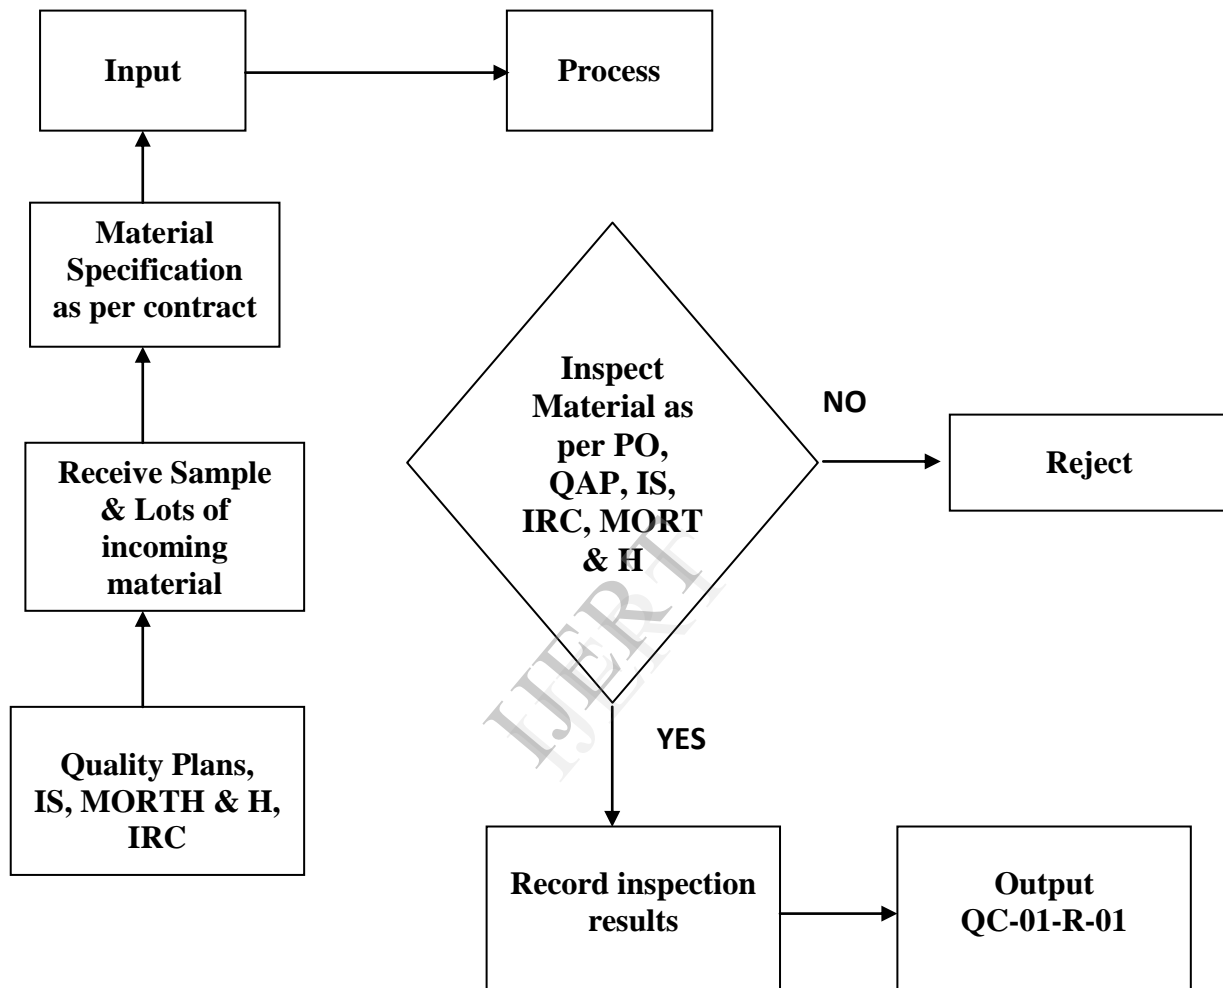 Input
Process
Material
Specification
as per contract
Inspect
Material as
per PO,
QAP, IS,
IRC, MORT
& H
NO
Reject
Receive Sample
& Lots of
incoming
material
IJERT
YES
Quality Plans,
IS, MORTH & H,
IRC
Record inspection
results
Output
QC-01-R-01